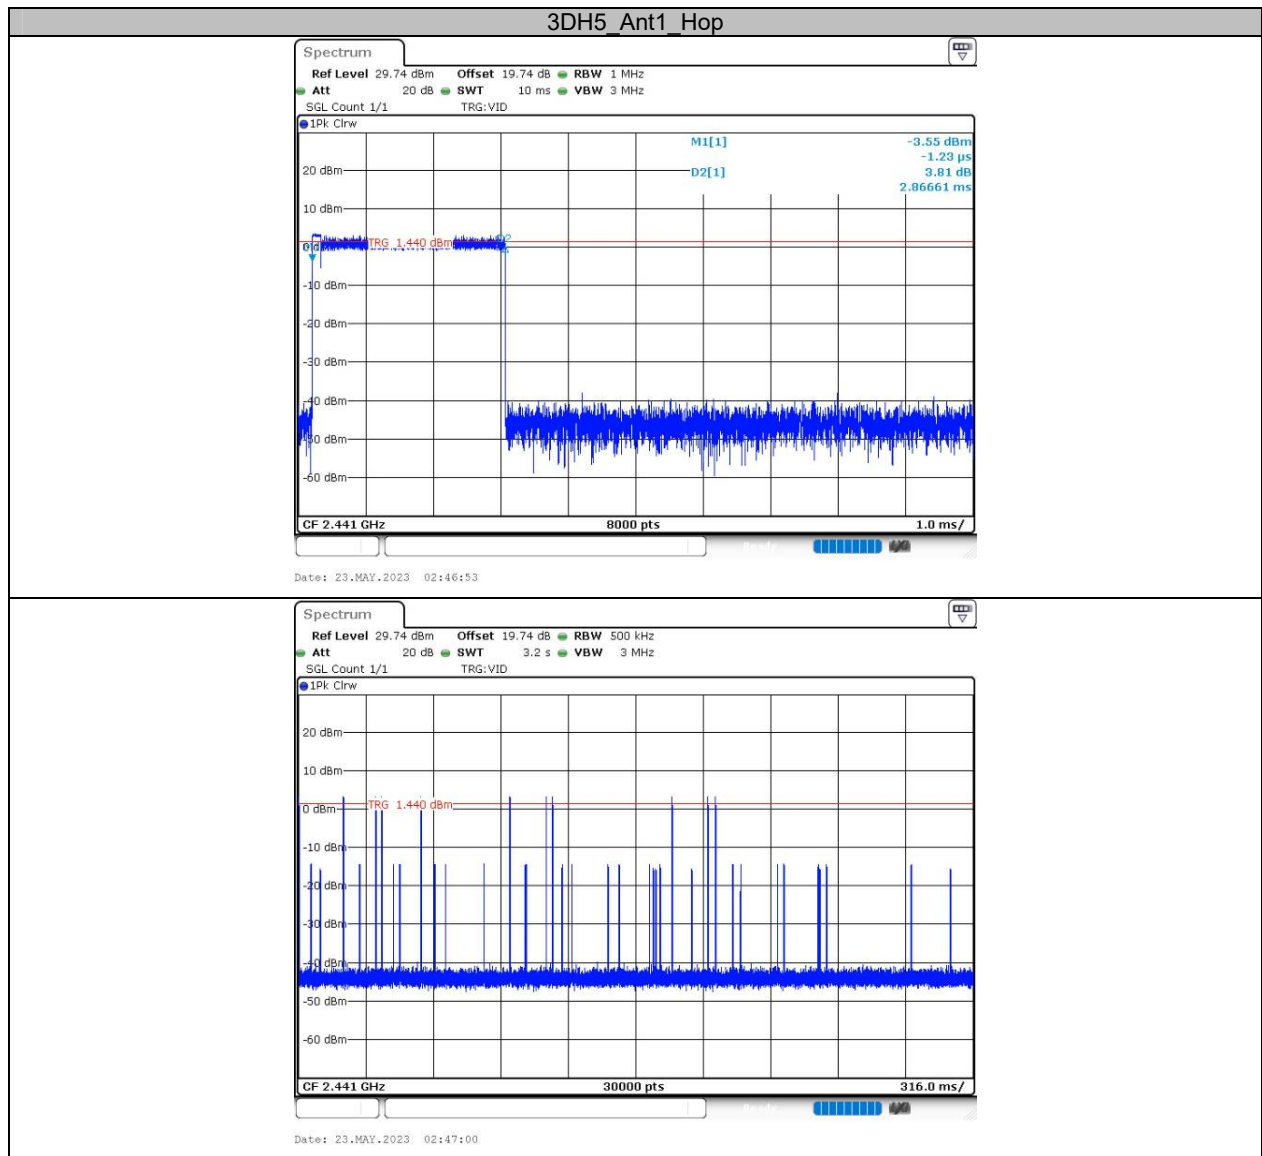 3DH5_Ant1_Hop
Spectrum
Ref Level 29.74 dBm Offset 19.74 dB RBW 1 MHz
Att 20 dB SWT 10 ms VBW 3 MHz
SGL Count 1/1 TRG:VID
1Pk Clrw
M1[1] -3.55 dBm
-1.23 µs
20 dBm D2[1] 3.81 dB
2.86661 ms
10 dBm
TRG 1.440 dBm
-10 dBm
-20 dBm
-30 dBm
-40 dBm
-50 dBm
-60 dBm
CF 2.441 GHz 8000 pts 1.0 ms/
Date: 23.MAY.2023 02:46:53
Spectrum
Ref Level 29.74 dBm Offset 19.74 dB RBW 500 kHz
Att 20 dB SWT 3.2 s VBW 3 MHz
SGL Count 1/1 TRG:VID
1Pk Clrw
20 dBm
10 dBm
0 dBm TRG 1.440 dBm
-10 dBm
-20 dBm
-30 dBm
-40 dBm
-50 dBm
-60 dBm
CF 2.441 GHz 30000 pts 316.0 ms/
Date: 23.MAY.2023 02:47:00